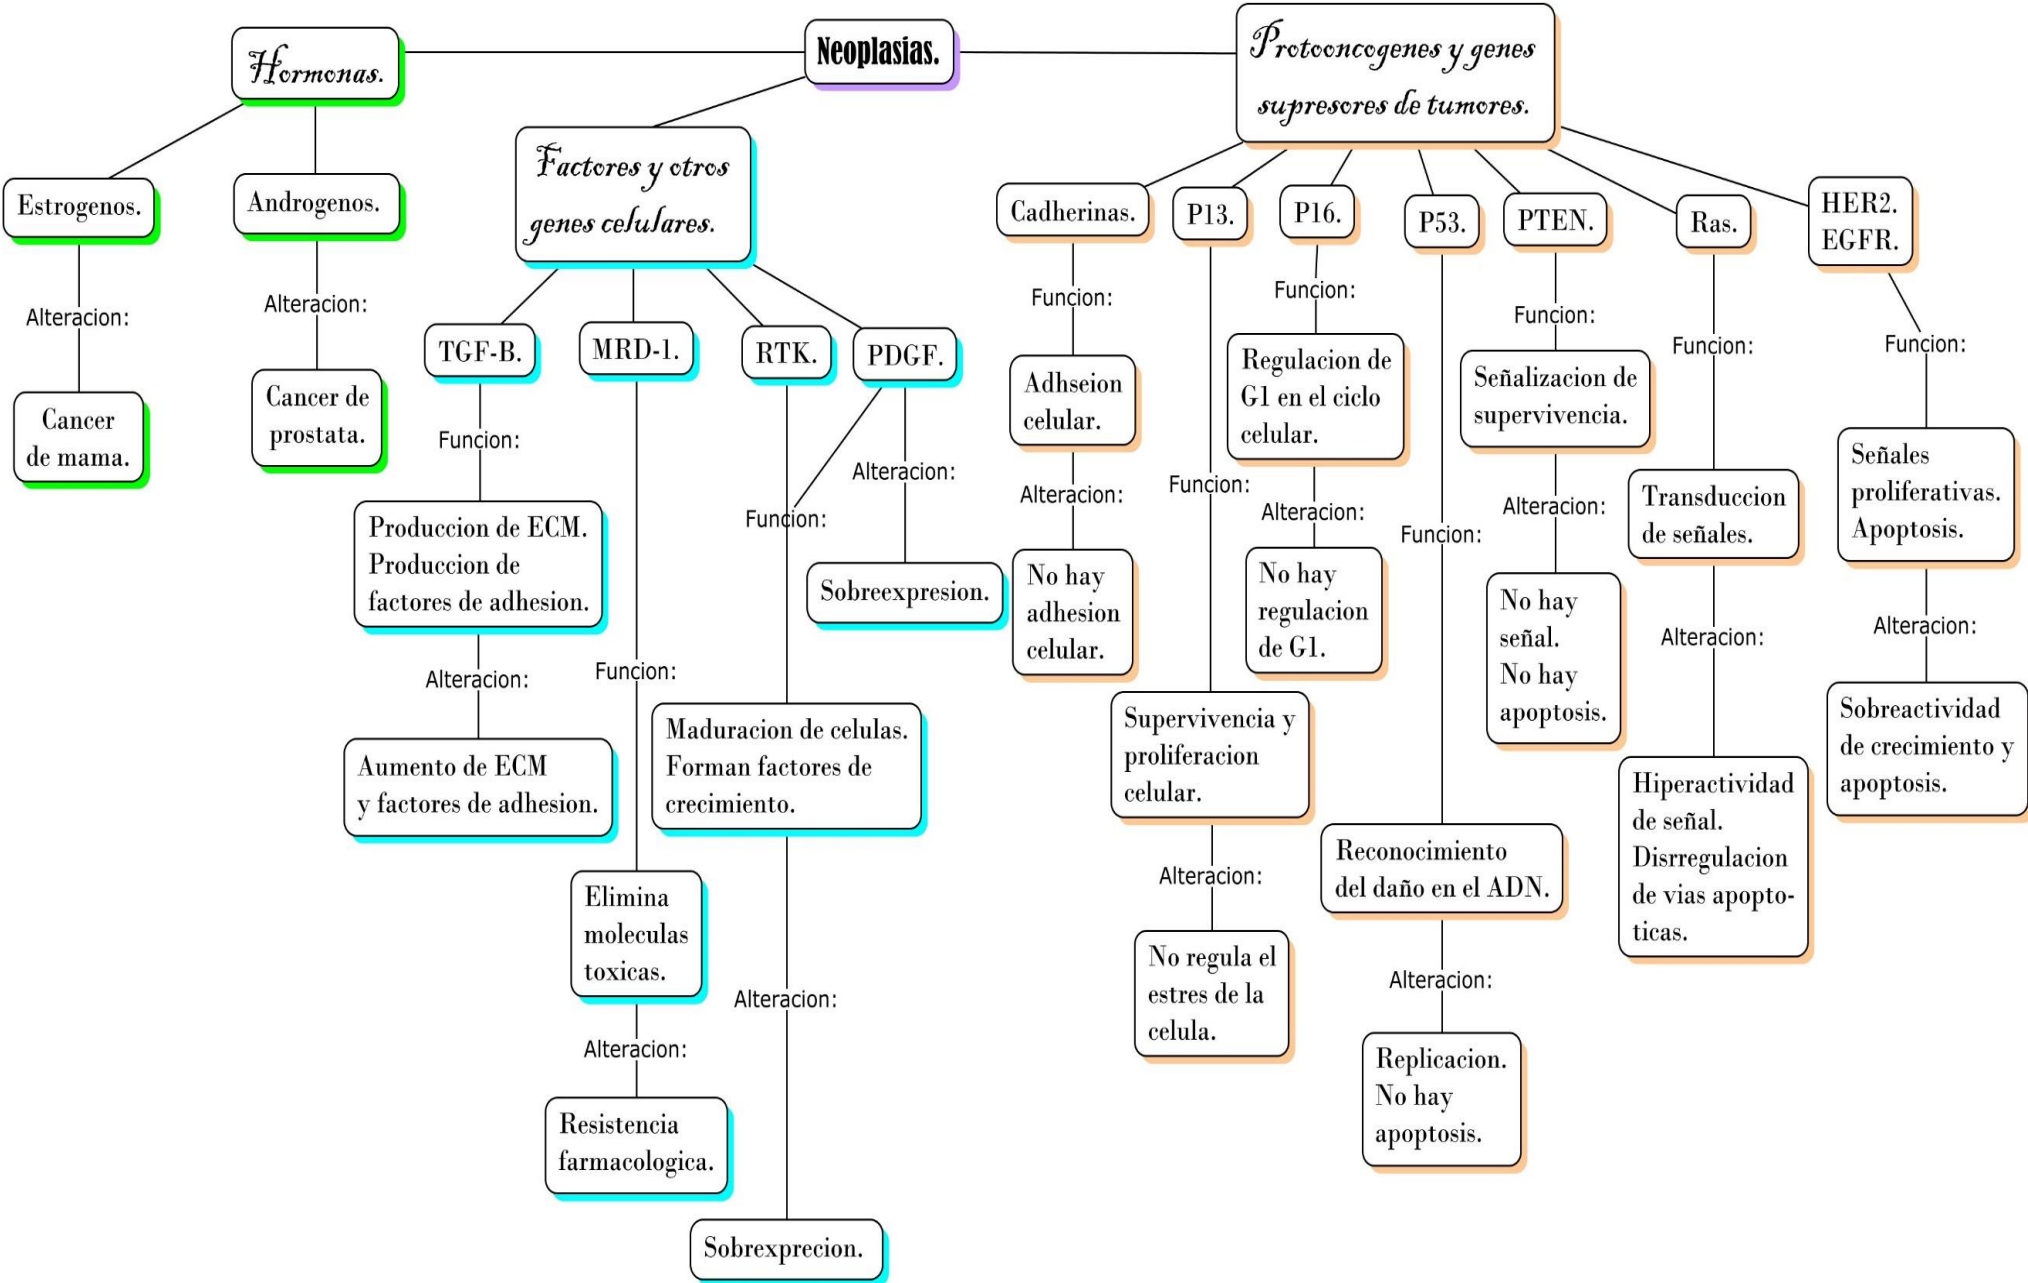 Neoplasias.
Hormonas.
Estrogenos.
Alteracion:
Cancer
de mama.
Androgenos.
Alteracion:
Cancer de
prostata.
Factores y otros
genes celulares.
TGF-B.
Funcion:
Produccion de ECM.
Produccion de
factores de adhesion.
Alteracion:
Aumento de ECM
y factores de adhesion.
MRD-1.
Funcion:
Elimina
moleculas
toxicas.
Alteracion:
Resistencia
farmacologica.
RTK.
PDGF.
Funcion:
Maduracion de celulas.
Forman factores de
crecimiento.
Alteracion:
Sobrexprecion.
Alteracion:
Sobreexpresion.
Protooncogenes y genes
supresores de tumores.
Cadherinas.
Funcion:
Adhseion
celular.
Alteracion:
No hay
adhesion
celular.
P13.
Funcion:
Supervivencia y
proliferacion
celular.
Alteracion:
No regula el
estres de la
celula.
P16.
Funcion:
Regulacion de
G1 en el ciclo
celular.
Alteracion:
No hay
regulacion
de G1.
P53.
Funcion:
Reconocimiento
del daño en el ADN.
Alteracion:
Replicacion.
No hay
apoptosis.
PTEN.
Funcion:
Señalizacion de
supervivencia.
Alteracion:
No hay
señal.
No hay
apoptosis.
Ras.
Funcion:
Transduccion
de señales.
Alteracion:
Hiperactividad
de señal.
Disrregulacion
de vias apopto-
ticas.
HER2.
EGFR.
Funcion:
Señales
proliferativas.
Apoptosis.
Alteracion:
Sobreactividad
de crecimiento y
apoptosis.